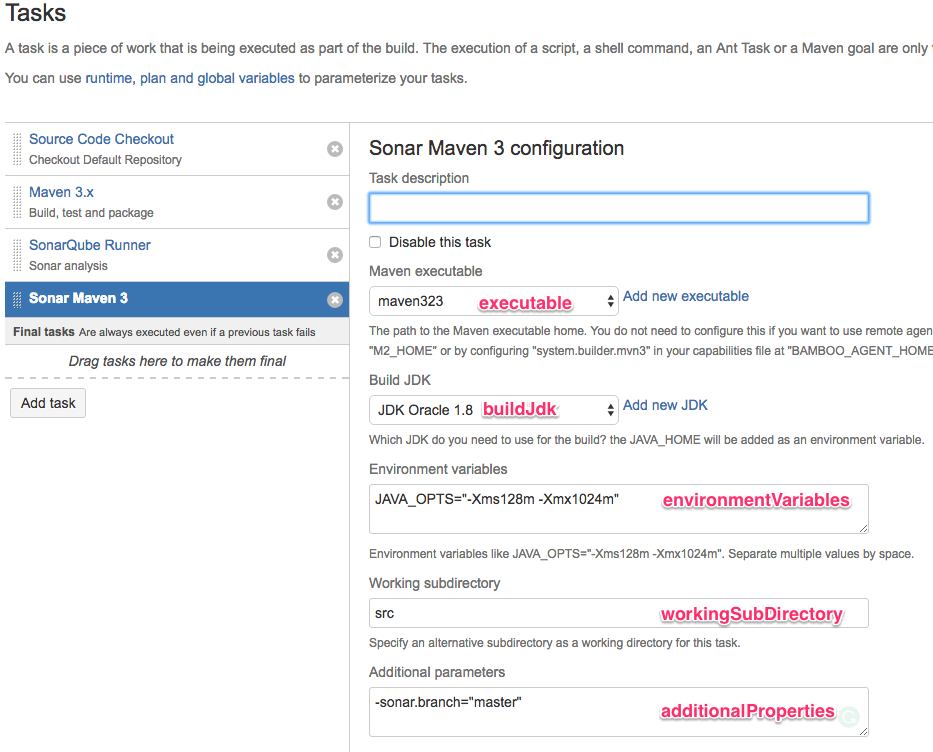 Tasks
A task is a piece of work that is being executed as part of the build. The execution of a script, a shell command, an Ant Task or a Maven goal are only
You can use runtime, plan and global variables to parameterize your tasks.
Source Code Checkout
Checkout Default Repository
Maven 3.x
Build, test and package
SonarQube Runner
Sonar analysis
Sonar Maven 3
Final tasks Are always executed even if a previous task fails
Drag tasks here to make them final
Add task
Sonar Maven 3 configuration
Task description
Disable this task
Maven executable
maven323 executable Add new executable
The path to the Maven executable home. You do not need to configure this if you want to use remote agen
"M2_HOME" or by configuring "system.builder.mvn3" in your capabilities file at "BAMBOO_AGENT_HOME
Build JDK
JDK Oracle 1.8 buildJdk Add new JDK
Which JDK do you need to use for the build? the JAVA_HOME will be added as an environment variable.
Environment variables
JAVA_OPTS="-Xms128m -Xmx1024m" environmentVariables
Environment variables like JAVA_OPTS="-Xms128m -Xmx1024m". Separate multiple values by space.
Working subdirectory
src workingSubDirectory
Specify an alternative subdirectory as a working directory for this task.
Additional parameters
-sonar.branch="master" additionalProperties